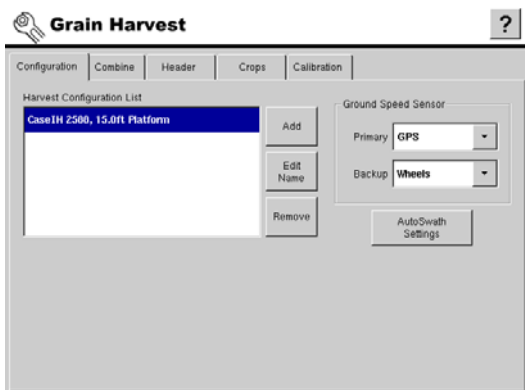 Grain Harvest
?
Configuration
Combine
Header
Crops
Calibration
Harvest Configuration List
CaseIH 2588, 15.0ft Platform
Add
Edit
Name
Remove
Ground Speed Sensor
Primary
GPS
Backup
Wheels
AutoSwath
Settings